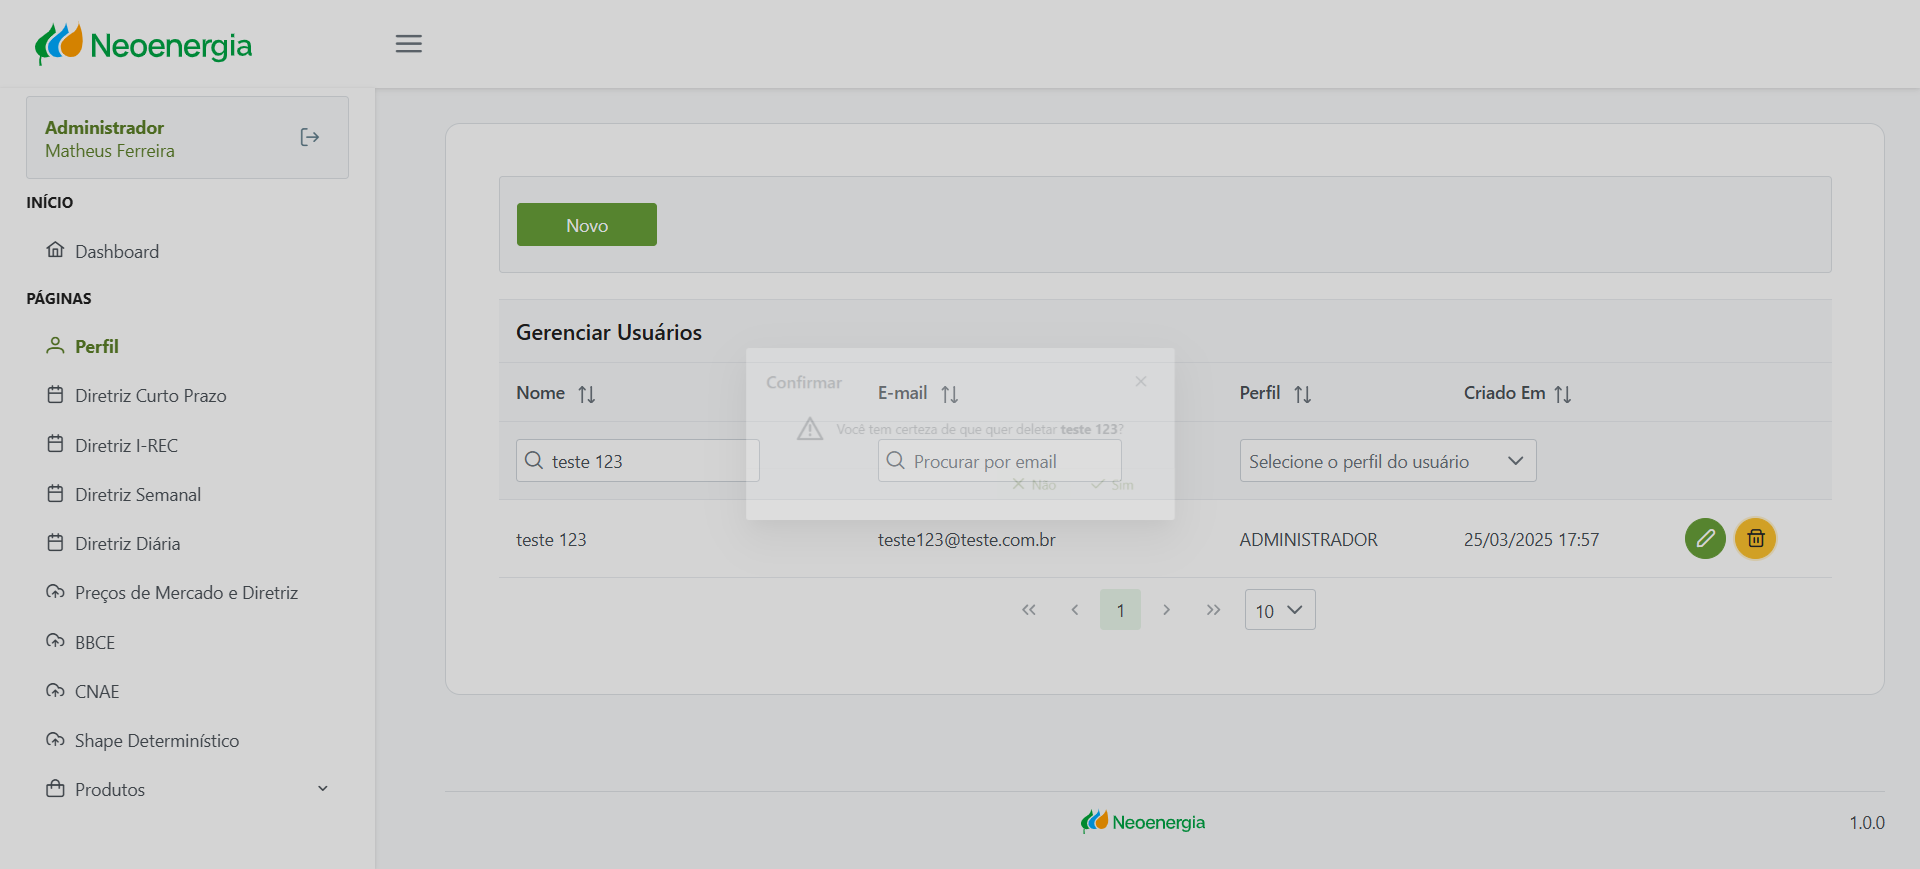 Neoenergia
Administrador
Matheus Ferreira
INÍCIO
Dashboard
PÁGINAS
Perfil
Diretriz Curto Prazo
Diretriz I-REC
Diretriz Semanal
Diretriz Diária
Preços de Mercado e Diretriz
BBCE
CNAE
Shape Determinístico
Produtos
Novo
Gerenciar Usuários
Nome E-mail Perfil Criado Em
teste 123 Procurar por email Selecione o perfil do usuário
teste 123 teste123@teste.com.br ADMINISTRADOR 25/03/2025 17:57
1 10
Confirmar
Você tem certeza de que quer deletar teste 123?
Não Sim
Neoenergia
1.0.0